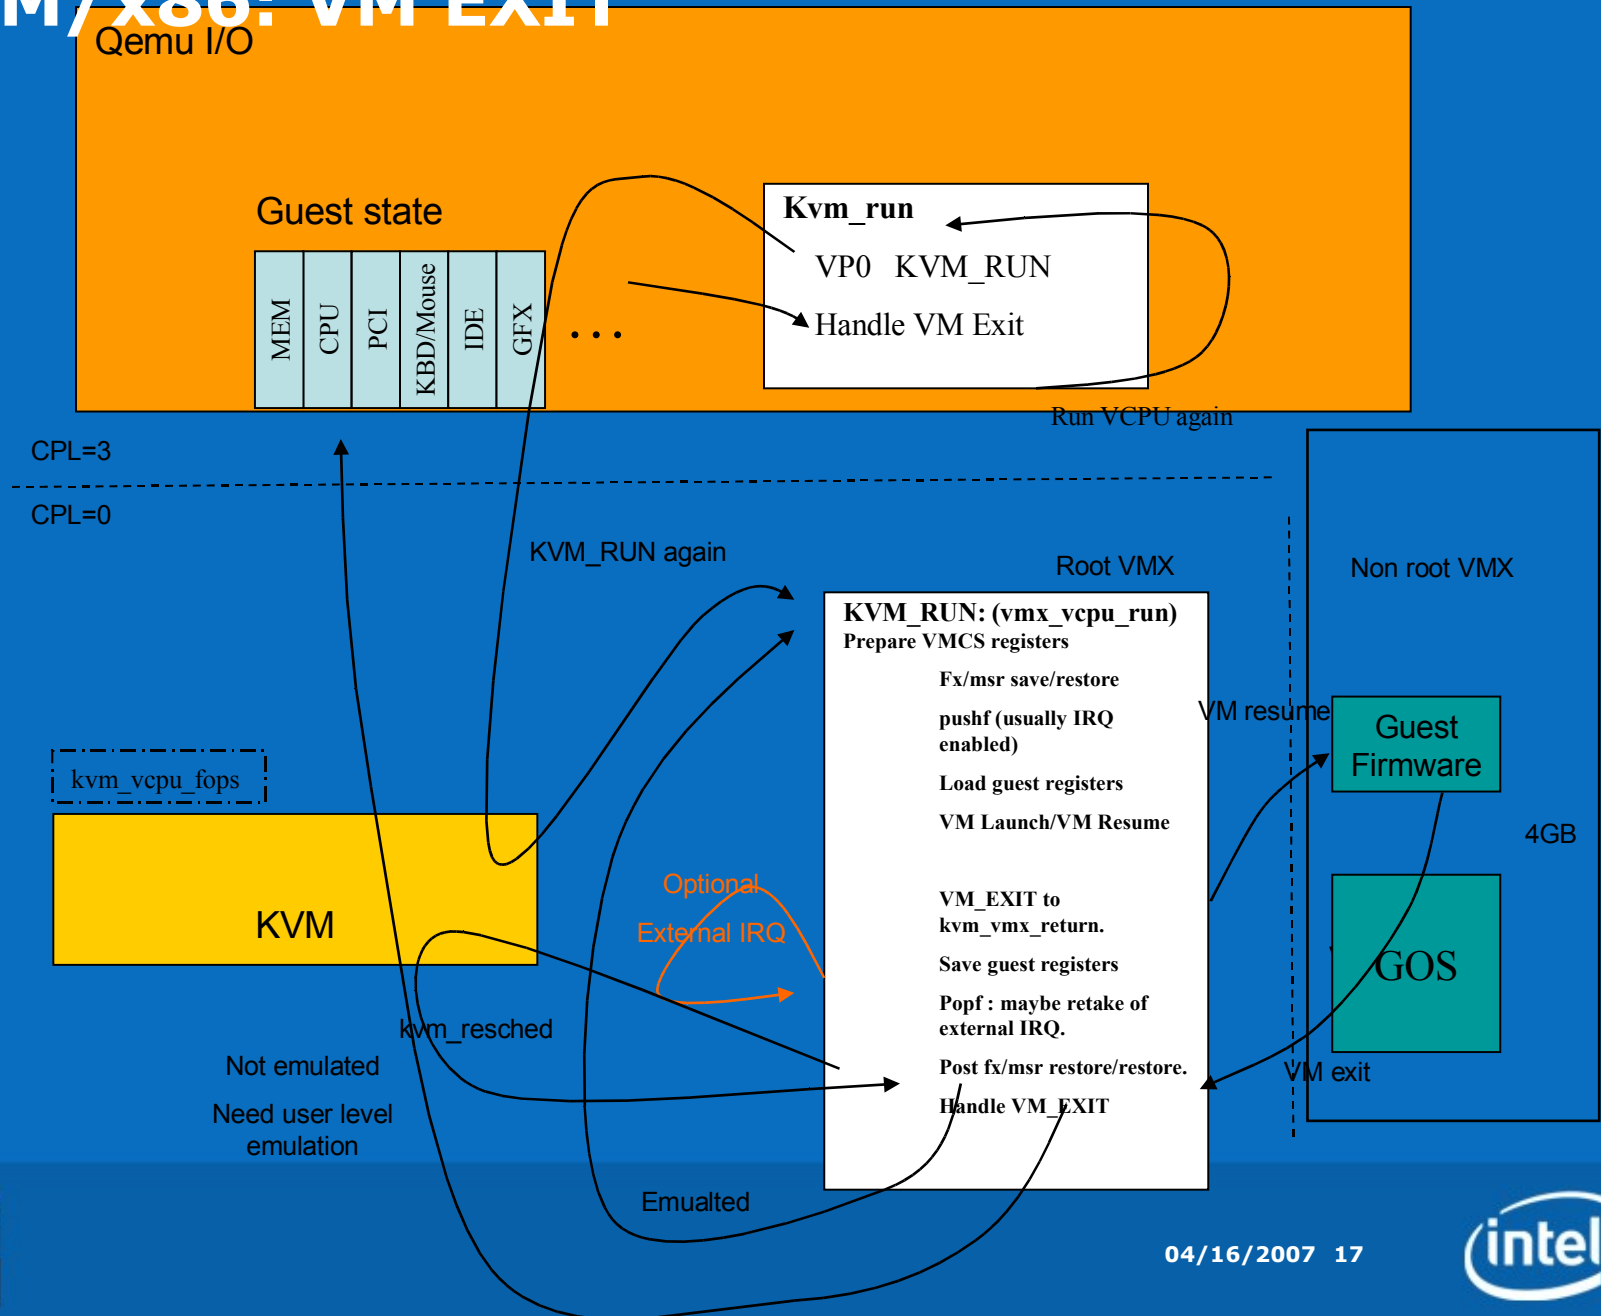 M/x86: VM EXIT
Qemu I/O
Guest state
MEM
CPU
PCI
KBD/Mouse
IDE
GFX
...
Kvm_run
VP0 KVM_RUN
Handle VM Exit
Run VCPU again
CPL=3
CPL=0
KVM_RUN again
Root VMX
Non root VMX
KVM_RUN: (vmx_vcpu_run)
Prepare VMCS registers
Fx/msr save/restore
pushf (usually IRQ
enabled)
Load guest registers
VM Launch/VM Resume
VM_EXIT to
kvm_vmx_return.
Save guest registers
Popf : maybe retake of
external IRQ.
Post fx/msr restore/restore.
Handle VM_EXIT
VM resume
Guest
Firmware
4GB
GOS
VM exit
kvm_vcpu_fops
KVM
Optional
External IRQ
kvm_resched
Not emulated
Need user level
emulation
Emualted
04/16/2007 17
intel